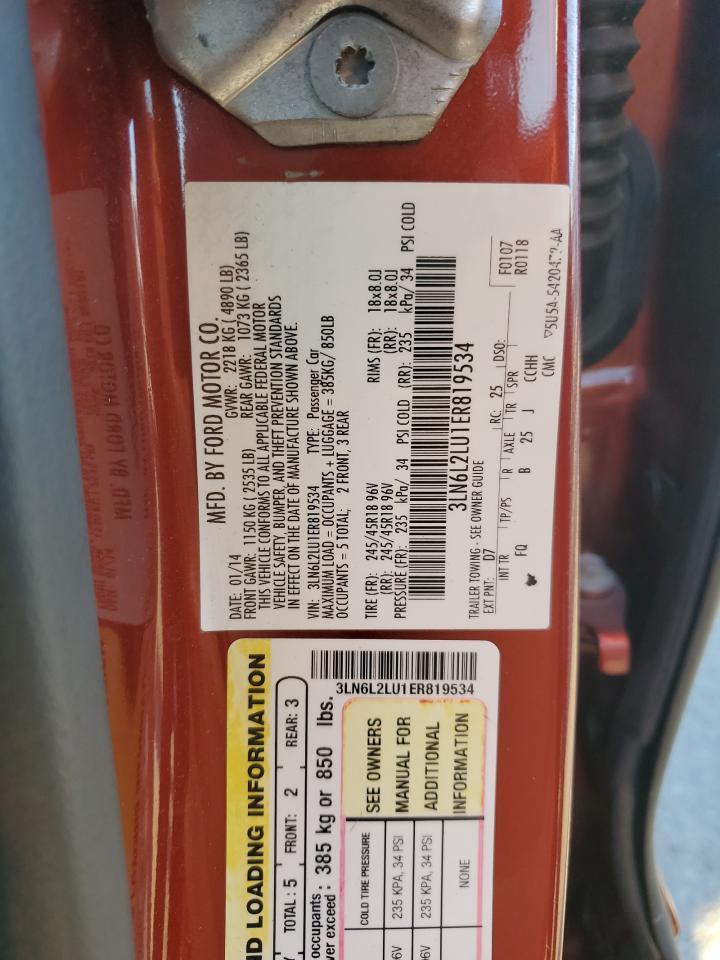 MFD. BY FORD MOTOR CO.
DATE: 01/14 GVWR: 2218 KG ( 4890 LB)
FRONT GAWR: 1150 KG ( 2535 LB) REAR GAWR: 1073 KG ( 2365 LB)
THIS VEHICLE CONFORMS TO ALL APPLICABLE FEDERAL MOTOR
VEHICLE SAFETY, BUMPER, AND THEFT PREVENTION STANDARDS
IN EFFECT ON THE DATE OF MANUFACTURE SHOWN ABOVE.
VIN: 3LN6L2LU1ER819534 TYPE: Passenger Car
MAXIMUM LOAD = OCCUPANTS + LUGGAGE = 385KG/ 850LB
OCCUPANTS = 5 TOTAL; 2 FRONT, 3 REAR
TIRE (FR): 245/45R18 96V RIMS (FR): 18x8.0J
(RR): 245/45R18 96V (RR): 18x8.0J
PRESSURE (FR): 235 kPa/ 34 PSI COLD (RR): 235 kPa/ 34 PSI COLD
3LN6L2LU1ER819534
TRAILER TOWING - SEE OWNER GUIDE
EXT PNT: D7 RC: 25 DSO: F0107
R0118
INT TR TP/PS R AXLE TR SPR
FQ B 25 J CCHH
CMC
3LN6L2LU1ER819534
ND LOADING INFORMATION
TOTAL: 5 FRONT: 2 REAR: 3
occupants
ver exceed: 385 kg or 850 lbs.
COLD TIRE PRESSURE
SEE OWNERS
MANUAL FOR
ADDITIONAL
INFORMATION
235 KPA, 34 PSI
235 KPA, 34 PSI
NONE